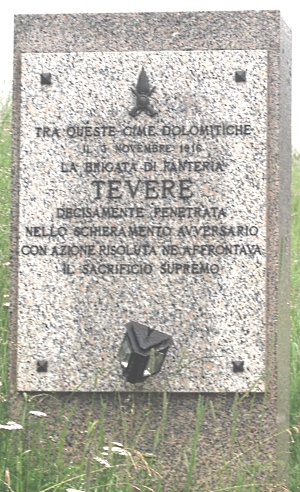 TRA QUESTE CIME DOLOMITICHE
IL 3 NOVEMBRE 1918
LA BRIGATA DI FANTERIA
TEVERE
DECISAMENTE PENETRATA
NELLO SCHIERAMENTO AVVERSARIO
CON AZIONE RISOLUTA NE AFFRONTAVA
IL SACRIFICIO SUPREMO